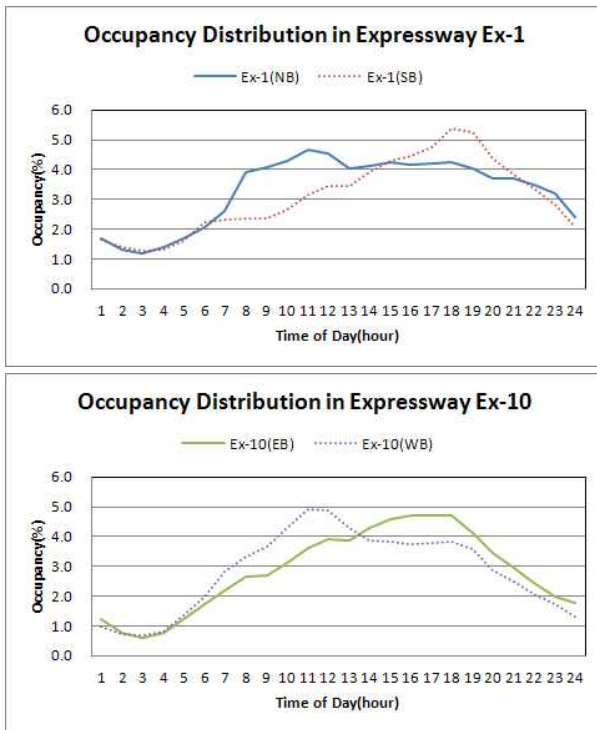 Occupancy Distribution in Expressway Ex-1
Ex-1(NB) Ex-1(SB)
Occupancy(%)
6.0
5.0
4.0
3.0
2.0
1.0
0.0
1 2 3 4 5 6 7 8 9 10 11 12 13 14 15 16 17 18 19 20 21 22 23 24
Time of Day(hour)
Occupancy Distribution in Expressway Ex-10
Ex-10(EB) Ex-10(WB)
Occupancy(%)
6.0
5.0
4.0
3.0
2.0
1.0
0.0
1 2 3 4 5 6 7 8 9 10 11 12 13 14 15 16 17 18 19 20 21 22 23 24
Time of Day(hour)